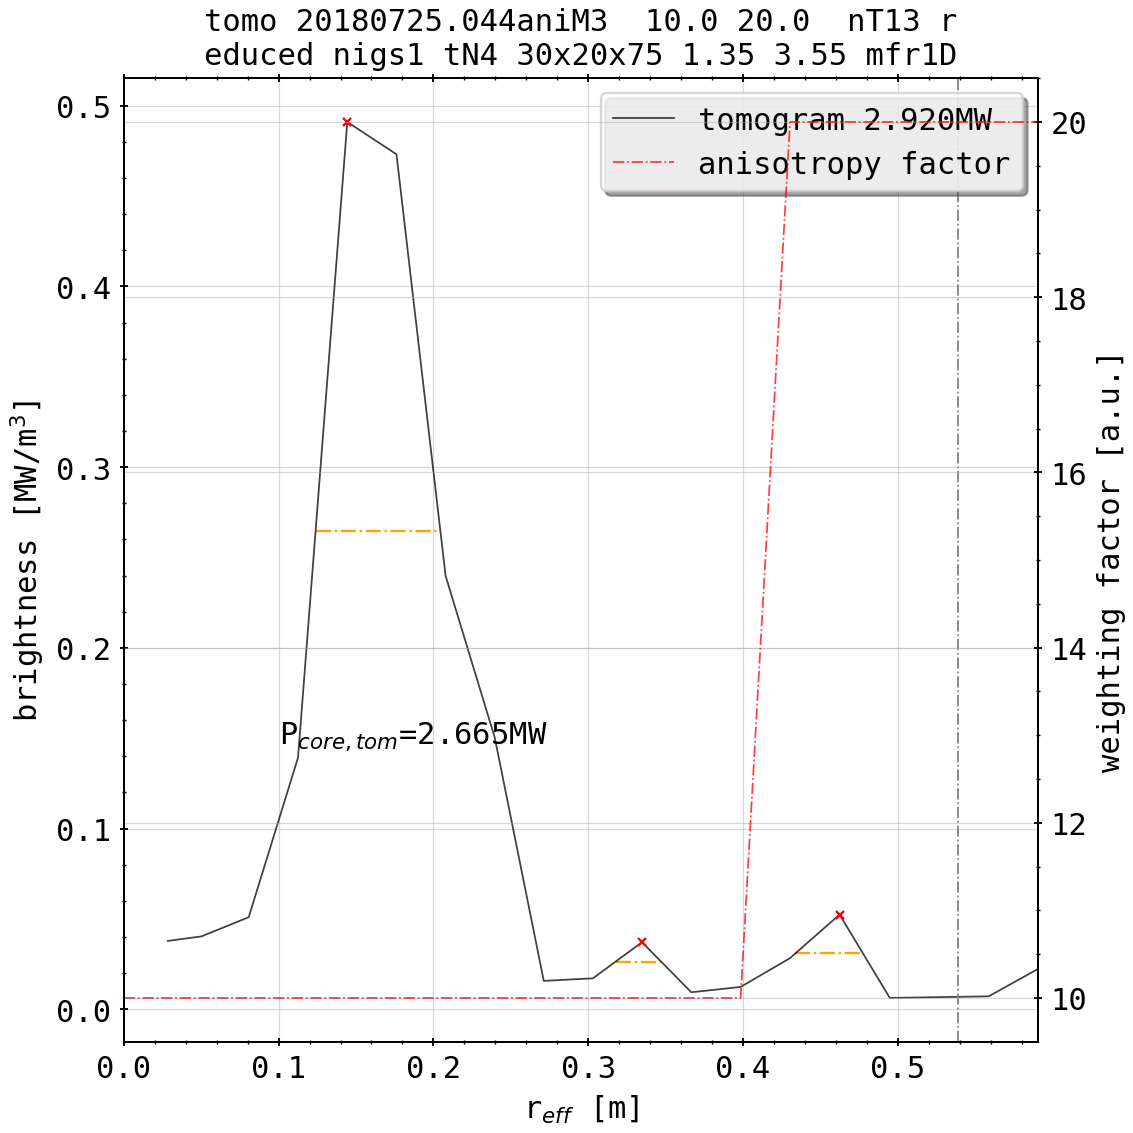 tomo 20180725.044aniM3  10.0 20.0  nT13 r
educed nigs1 tN4 30x20x75 1.35 3.55 mfr1D
tomogram 2.920MW
anisotropy factor
brightness [MW/m³]
0.5
0.4
0.3
0.2
0.1
0.0
P_core,tom=2.665MW
20
18
16
14
12
10
weighting factor [a.u.]
0.0 0.1 0.2 0.3 0.4 0.5
r_eff [m]